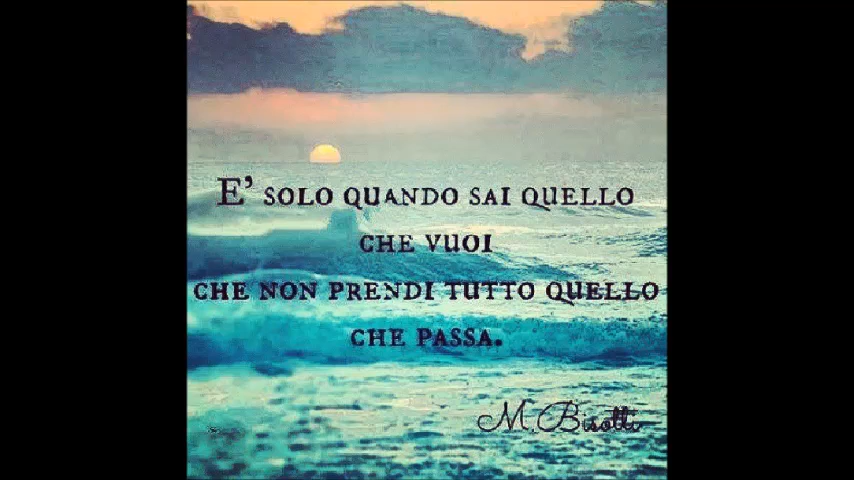 E' SOLO QUANDO SAI QUELLO
CHE VUOI
CHE NON PRENDI TUTTO QUELLO
CHE PASSA.
M. Bisotti